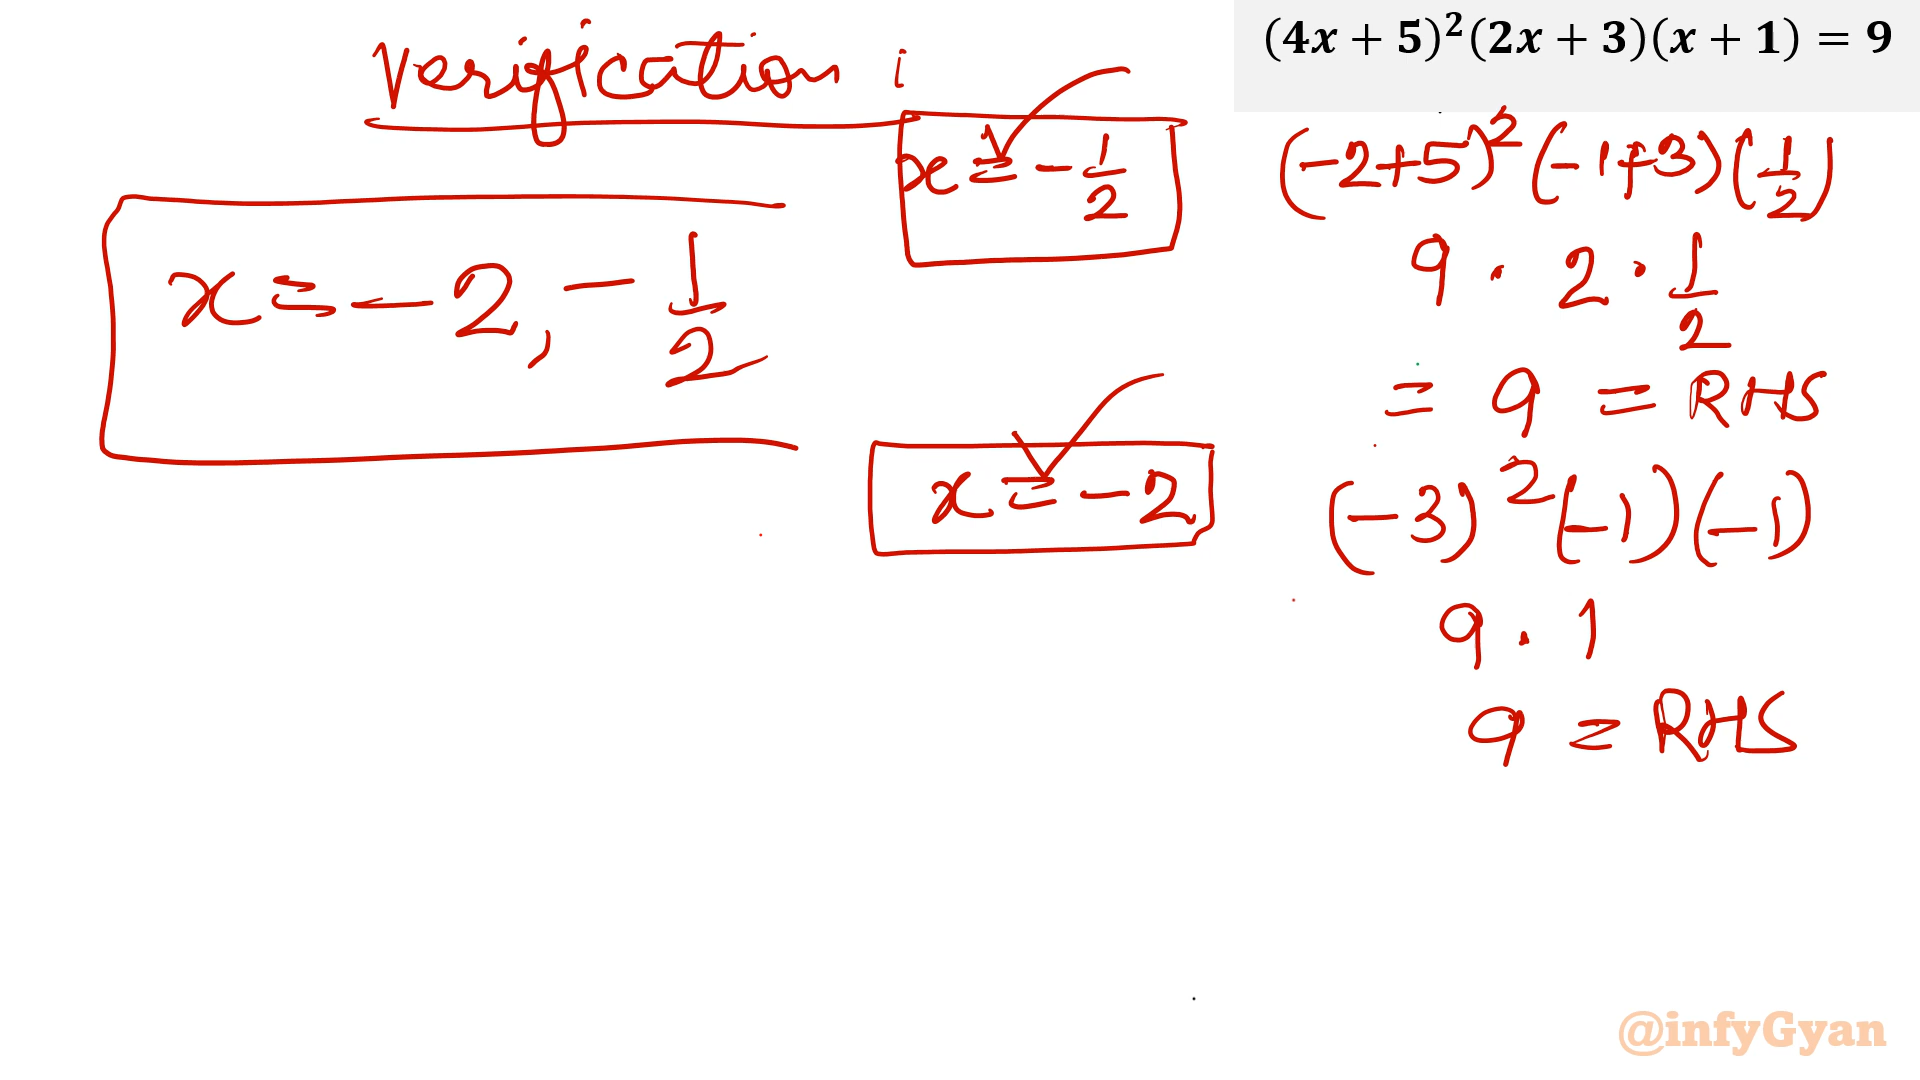 Verification :
(4x + 5)²(2x + 3)(x + 1) = 9
x = -2, -1/2
x = -1/2
(-2+5)² (-1+3) (1/2)
9 · 2 · 1/2
= 9 = RHS
x = -2
(-3)² (-1) (-1)
9 · 1
9 = RHS
@infyGyan